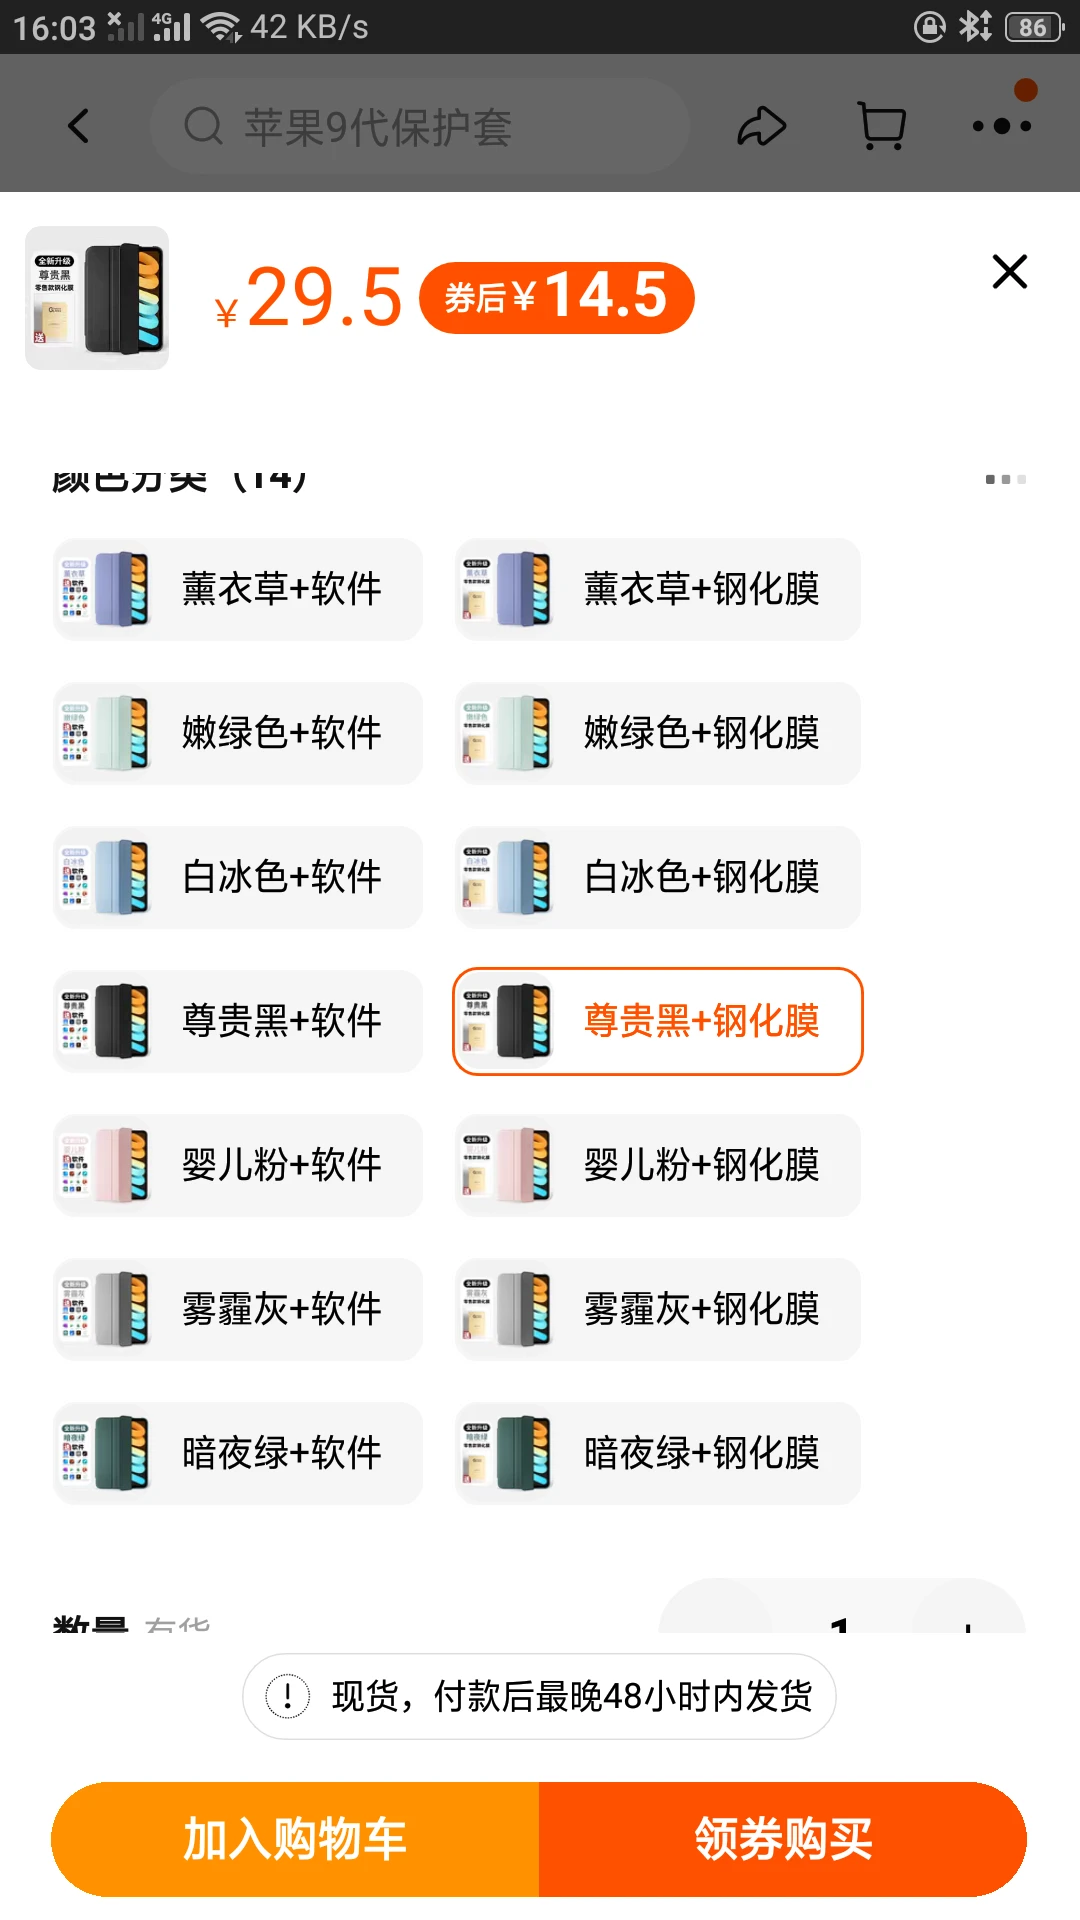 16:03 4G 42 KB/s 86
苹果9代保护套
全新升级
尊贵黑
零售款钢化膜
送
¥29.5 券后¥14.5
颜色分类（14）
薰衣草+软件 薰衣草+钢化膜
嫩绿色+软件 嫩绿色+钢化膜
白冰色+软件 白冰色+钢化膜
尊贵黑+软件 尊贵黑+钢化膜
婴儿粉+软件 婴儿粉+钢化膜
雾霾灰+软件 雾霾灰+钢化膜
暗夜绿+软件 暗夜绿+钢化膜
数量 有货 1 +
现货，付款后最晚48小时内发货
加入购物车 领券购买